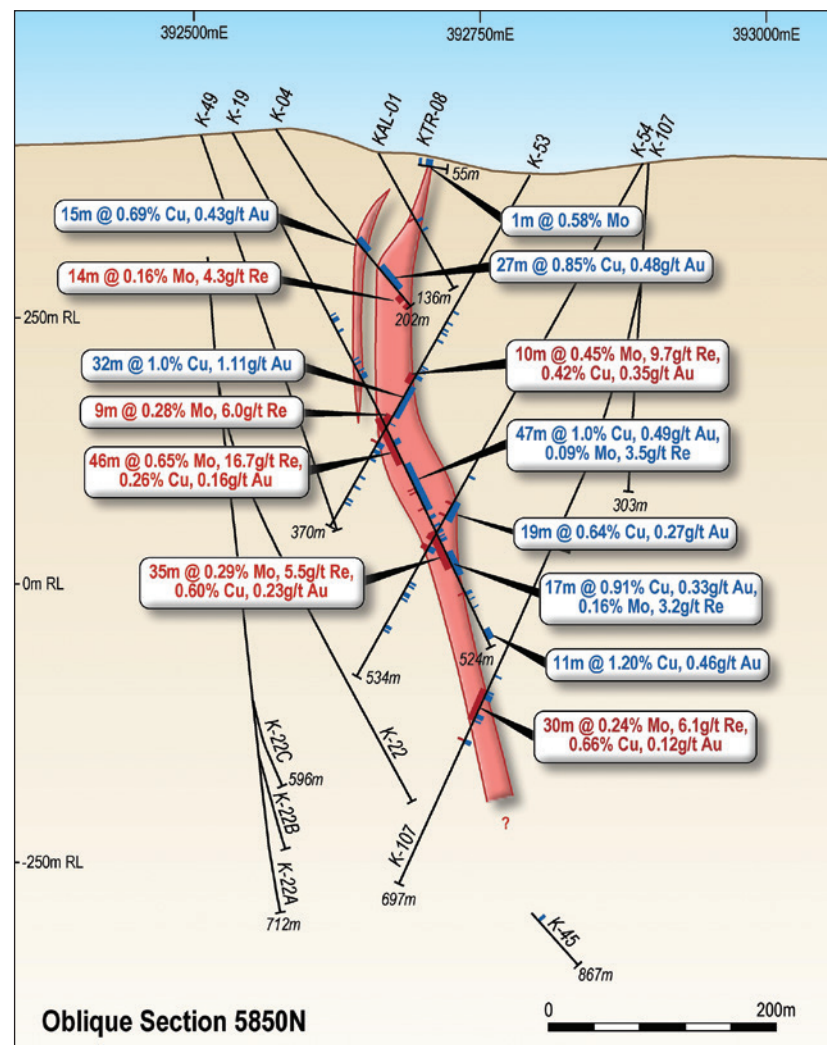 392500mE
392750mE
393000mE
K-49
K-19
K-04
KAL-01
KTR-08
K-53
K-54
K-107
55m
15m @ 0.69% Cu, 0.43g/t Au
1m @ 0.58% Mo
14m @ 0.16% Mo, 4.3g/t Re
27m @ 0.85% Cu, 0.48g/t Au
136m
202m
250m RL
32m @ 1.0% Cu, 1.11g/t Au
10m @ 0.45% Mo, 9.7g/t Re,
0.42% Cu, 0.35g/t Au
9m @ 0.28% Mo, 6.0g/t Re
47m @ 1.0% Cu, 0.49g/t Au,
0.09% Mo, 3.5g/t Re
46m @ 0.65% Mo, 16.7g/t Re,
0.26% Cu, 0.16g/t Au
303m
370m
19m @ 0.64% Cu, 0.27g/t Au
0m RL
35m @ 0.29% Mo, 5.5g/t Re,
0.60% Cu, 0.23g/t Au
17m @ 0.91% Cu, 0.33g/t Au,
0.16% Mo, 3.2g/t Re
524m
11m @ 1.20% Cu, 0.46g/t Au
534m
30m @ 0.24% Mo, 6.1g/t Re,
0.66% Cu, 0.12g/t Au
K-22C
596m
K-22
K-22B
?
K-107
-250m RL
K-22A
697m
712m
K-45
867m
Oblique Section 5850N
0
200m